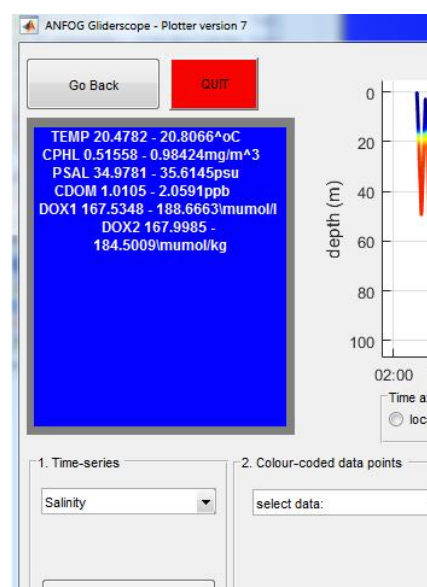 ANFOG Gliderscope - Plotter version 7
Go Back
QUIT
TEMP 20.4782 - 20.8066^oC
CPHL 0.51558 - 0.98424mg/m^3
PSAL 34.9781 - 35.6145psu
CDOM 1.0105 - 2.0591ppb
DOX1 167.5348 - 188.6663\mumol/l
DOX2 167.9985 -
184.5009\mumol/kg
0
20
40
60
80
100
depth (m)
02:00
Time a
loc
1. Time-series
Salinity
2. Colour-coded data points
select data: